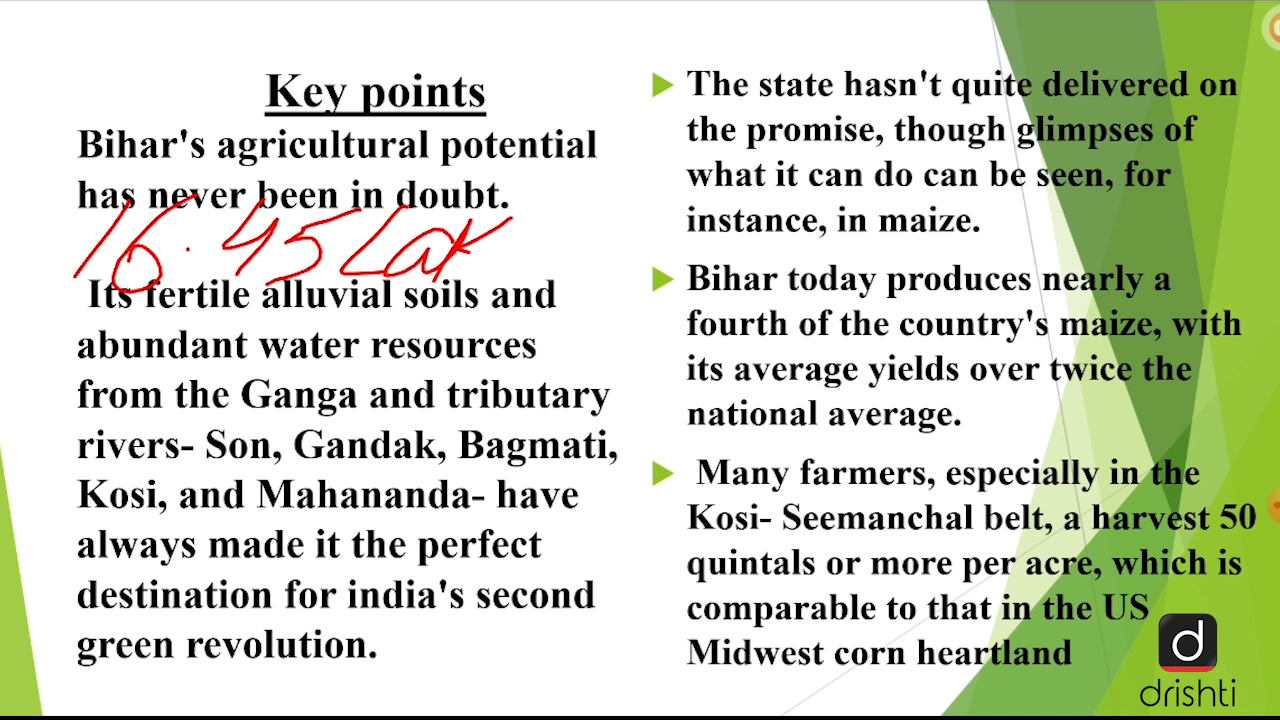 Key points
Bihar's agricultural potential
has never been in doubt.
16.45 Lak
Its fertile alluvial soils and
abundant water resources
from the Ganga and tributary
rivers- Son, Gandak, Bagmati,
Kosi, and Mahananda- have
always made it the perfect
destination for india's second
green revolution.
The state hasn't quite delivered on
the promise, though glimpses of
what it can do can be seen, for
instance, in maize.
Bihar today produces nearly a
fourth of the country's maize, with
its average yields over twice the
national average.
Many farmers, especially in the
Kosi- Seemanchal belt, a harvest 50
quintals or more per acre, which is
comparable to that in the US
Midwest corn heartland
d
drishti